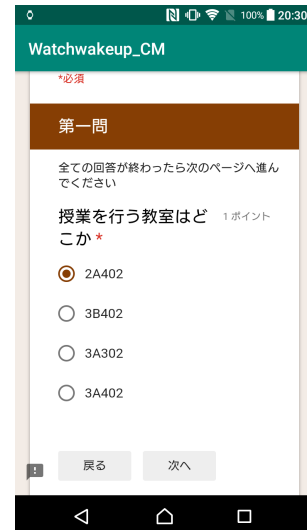 100% 20:30
Watchwakeup_CM
*必須
第一問
全ての回答が終わったら次のページへ進ん
でください
授業を行う教室はど 1 ポイント
こか *
2A402
3B402
3A302
3A402
戻る 次へ